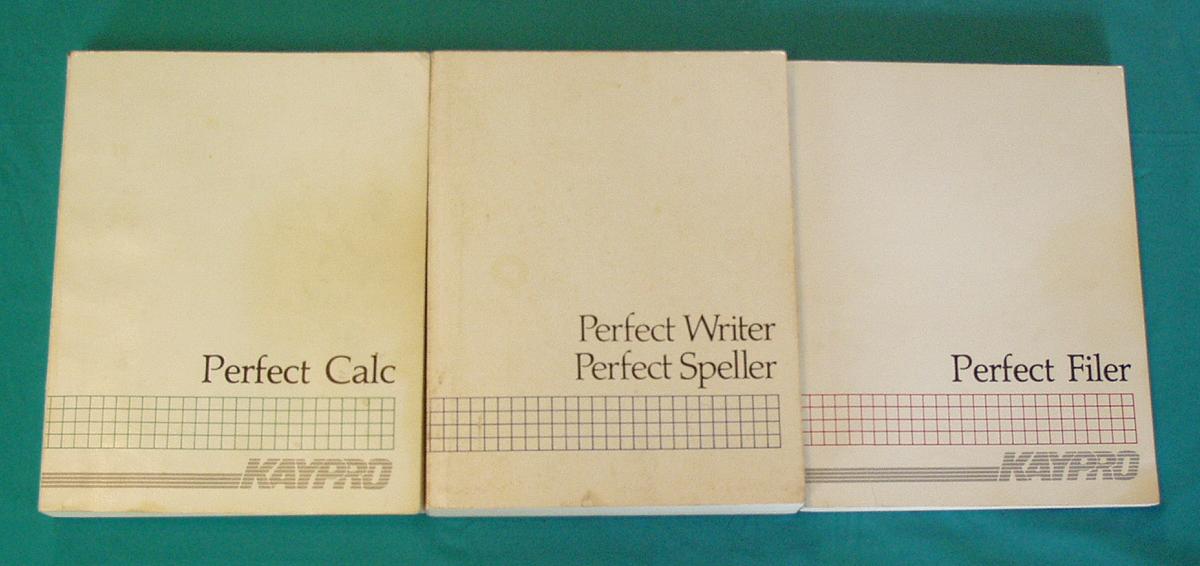 Perfect Calc
KAYPRO
Perfect Writer
Perfect Speller
Perfect Filer
KAYPRO